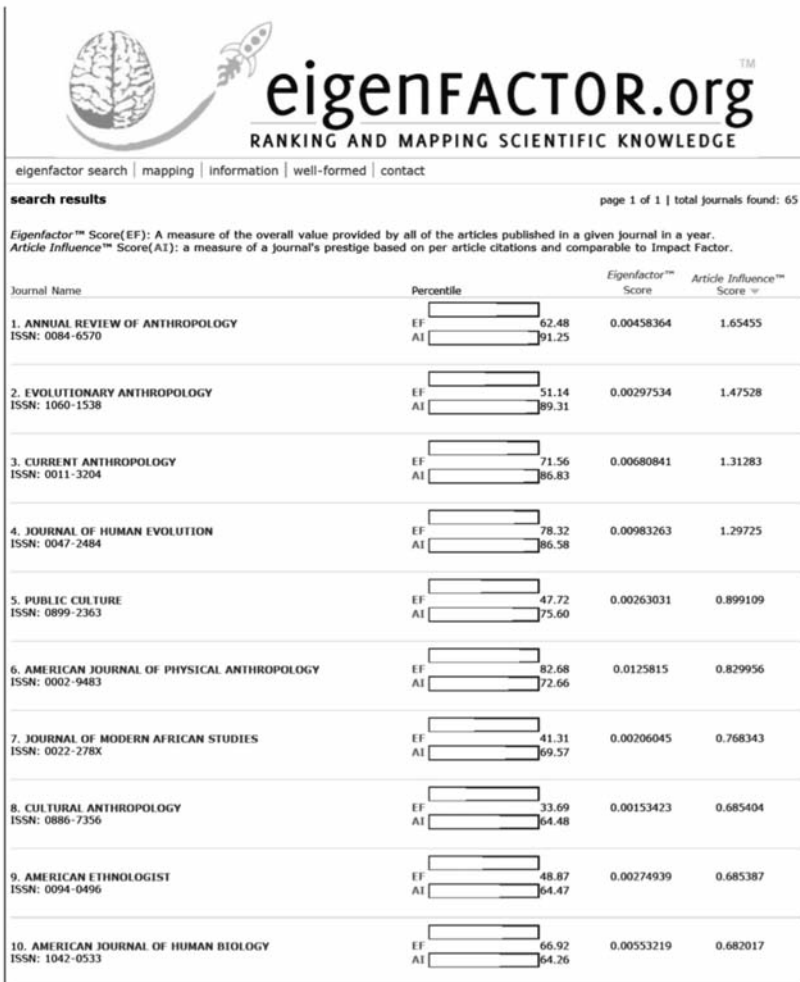 TM
eigenFACTOR.org
RANKING AND MAPPING SCIENTIFIC KNOWLEDGE
eigenfactor search | mapping | information | well-formed | contact
search results page 1 of 1 | total journals found: 65
Eigenfactor™ Score(EF): A measure of the overall value provided by all of the articles published in a given journal in a year.
Article Influence™ Score(AI): a measure of a journal's prestige based on per article citations and comparable to Impact Factor.
Journal Name Percentile Eigenfactor™ Score Article Influence™ Score
1. ANNUAL REVIEW OF ANTHROPOLOGY EF 62.48 0.00458364 1.65455
ISSN: 0084-6570 AI 91.25
2. EVOLUTIONARY ANTHROPOLOGY EF 51.14 0.00297534 1.47528
ISSN: 1060-1538 AI 89.31
3. CURRENT ANTHROPOLOGY EF 71.56 0.00680841 1.31283
ISSN: 0011-3204 AI 86.83
4. JOURNAL OF HUMAN EVOLUTION EF 78.32 0.00983263 1.29725
ISSN: 0047-2484 AI 86.58
5. PUBLIC CULTURE EF 47.72 0.00263031 0.899109
ISSN: 0899-2363 AI 75.60
6. AMERICAN JOURNAL OF PHYSICAL ANTHROPOLOGY EF 82.68 0.0125815 0.829956
ISSN: 0002-9483 AI 72.66
7. JOURNAL OF MODERN AFRICAN STUDIES EF 41.31 0.00206045 0.768343
ISSN: 0022-278X AI 69.57
8. CULTURAL ANTHROPOLOGY EF 33.69 0.00153423 0.685404
ISSN: 0886-7356 AI 64.48
9. AMERICAN ETHNOLOGIST EF 48.87 0.00274939 0.685387
ISSN: 0094-0496 AI 64.47
10. AMERICAN JOURNAL OF HUMAN BIOLOGY EF 66.92 0.00553219 0.682017
ISSN: 1042-0533 AI 64.26